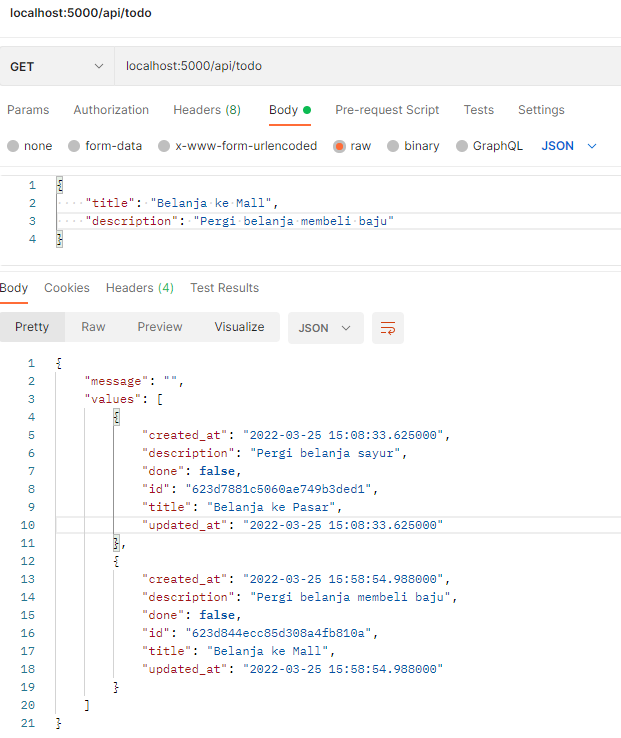 localhost:5000/api/todo
GET localhost:5000/api/todo
Params Authorization Headers (8) Body Pre-request Script Tests Settings
none form-data x-www-form-urlencoded raw binary GraphQL JSON
1 {
2 "title": "Belanja ke Mall",
3 "description": "Pergi belanja membeli baju"
4 }
Body Cookies Headers (4) Test Results
Pretty Raw Preview Visualize JSON
1 {
2 "message": "",
3 "values": [
4 {
5 "created_at": "2022-03-25 15:08:33.625000",
6 "description": "Pergi belanja sayur",
7 "done": false,
8 "id": "623d7881c5060ae749b3ded1",
9 "title": "Belanja ke Pasar",
10 "updated_at": "2022-03-25 15:08:33.625000"
11 },
12 {
13 "created_at": "2022-03-25 15:58:54.988000",
14 "description": "Pergi belanja membeli baju",
15 "done": false,
16 "id": "623d844ecc85d308a4fb810a",
17 "title": "Belanja ke Mall",
18 "updated_at": "2022-03-25 15:58:54.988000"
19 }
20 ]
21 }